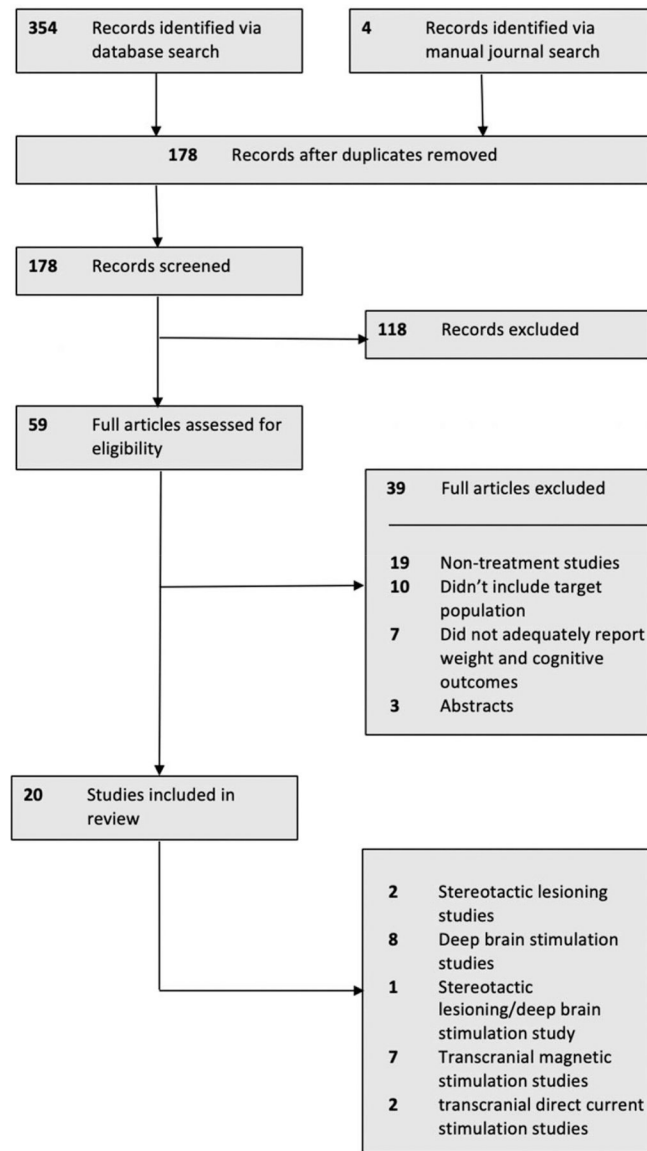 354 Records identified via
database search
4 Records identified via
manual journal search
178 Records after duplicates removed
178 Records screened
118 Records excluded
59 Full articles assessed for
eligibility
39 Full articles excluded
19 Non-treatment studies
10 Didn't include target
population
7 Did not adequately report
weight and cognitive
outcomes
3 Abstracts
20 Studies included in
review
2 Stereotactic lesioning
studies
8 Deep brain stimulation
studies
1 Stereotactic
lesioning/deep brain
stimulation study
7 Transcranial magnetic
stimulation studies
2 transcranial direct current
stimulation studies